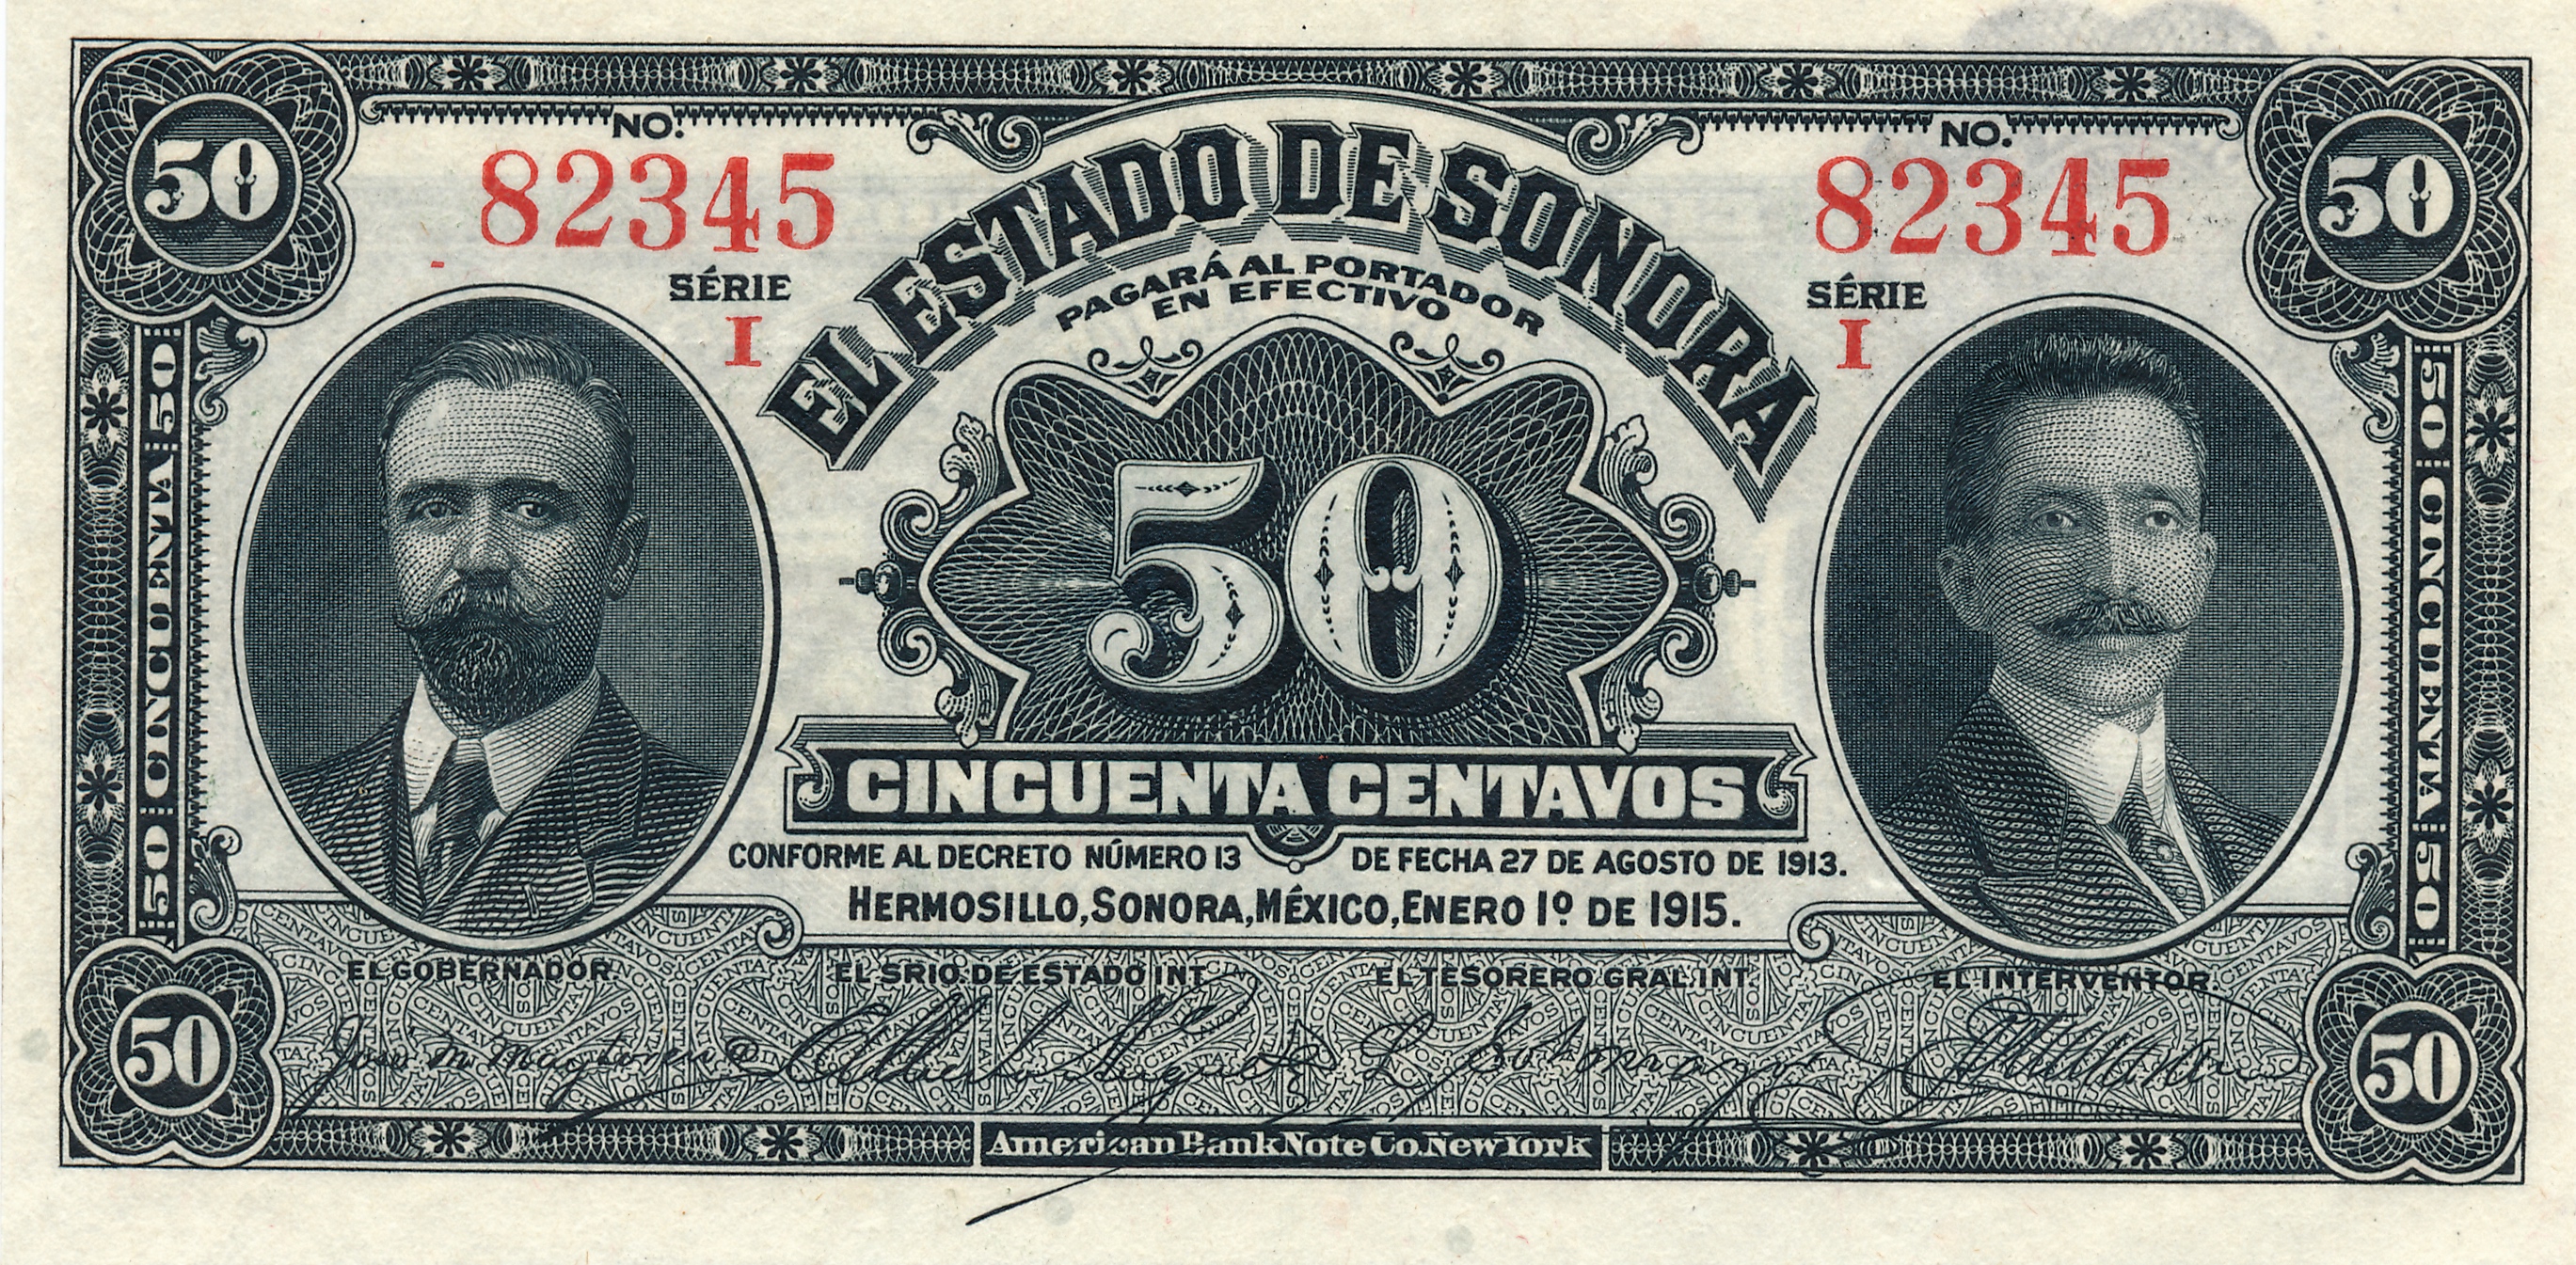 50
50
NO.
NO.
82345
82345
SÉRIE
SÉRIE
I
I
EL ESTADO DE SONORA
PAGARÁ AL PORTADOR
EN EFECTIVO
50 CINCUENTA 50
50 CINCUENTA 50
50
CINCUENTA CENTAVOS
CONFORME AL DECRETO NÚMERO 13 DE FECHA 27 DE AGOSTO DE 1913.
HERMOSILLO, SONORA, MÉXICO, ENERO 1º DE 1915.
EL GOBERNADOR.
EL SRIO. DE ESTADO INT.
EL TESORERO GRAL. INT.
EL INTERVENTOR.
50
50
American Bank Note Co. New York